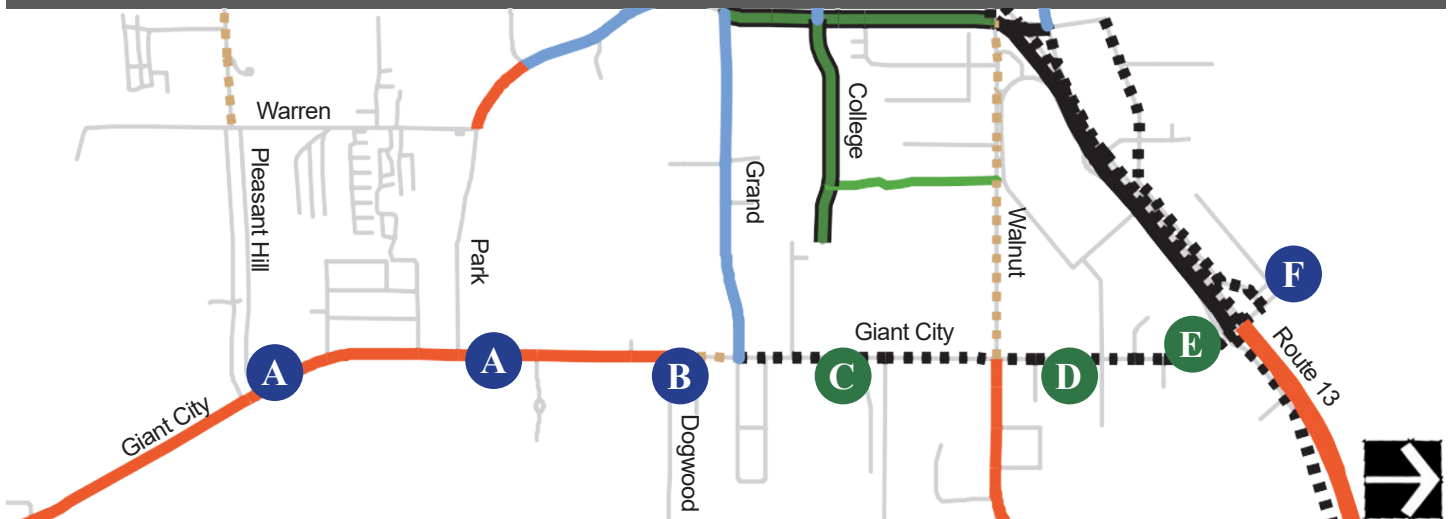 Warren
College
Pleasant Hill
Grand
Park
Walnut
F
Giant City
E
Route 13
A
A
B
C
D
Giant City
Dogwood